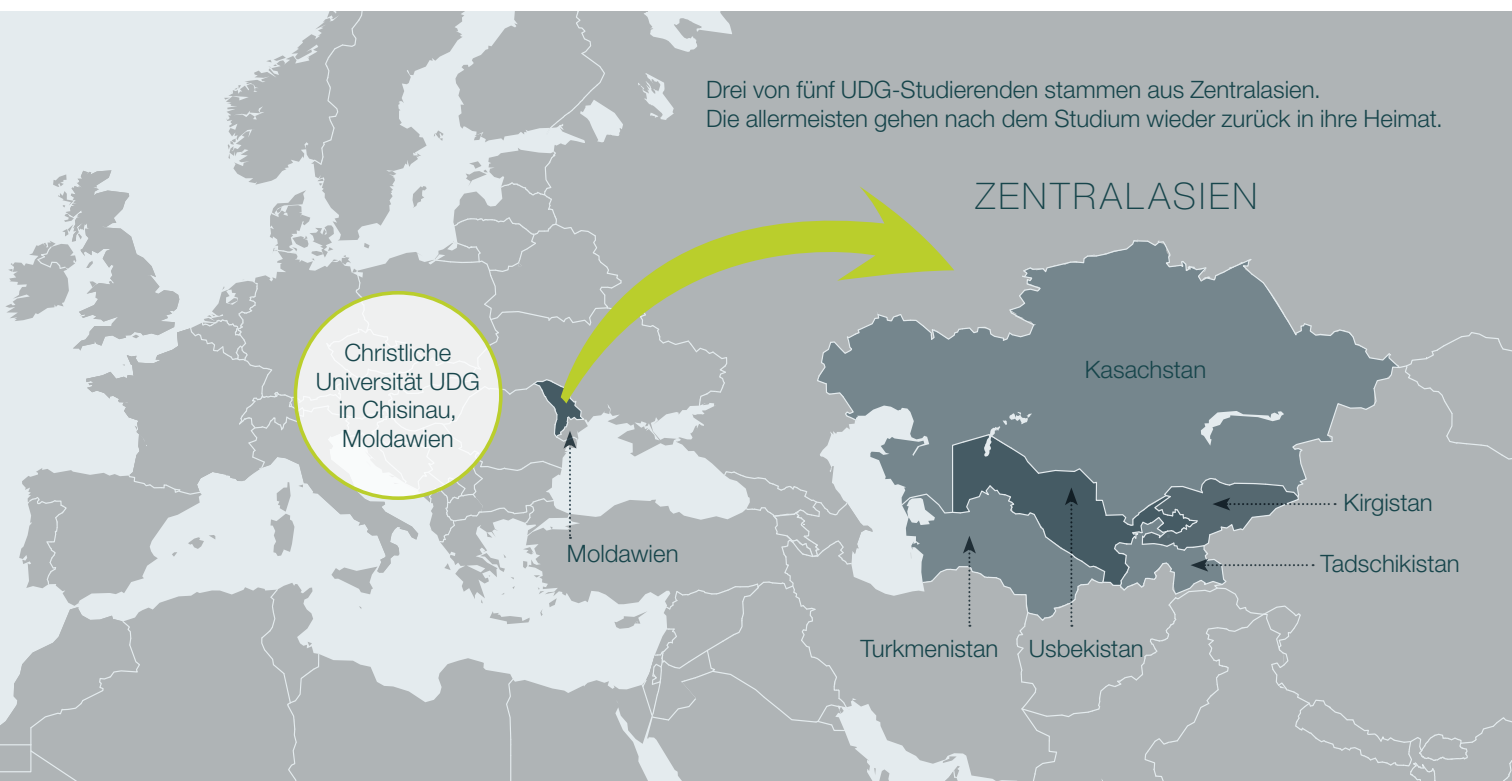 Drei von fünf UDG-Studierenden stammen aus Zentralasien.
Die allermeisten gehen nach dem Studium wieder zurück in ihre Heimat.
ZENTRALASIEN
Christliche
Universität UDG
in Chisinau,
Moldawien
Kasachstan
Kirgistan
Moldawien
Tadschikistan
Turkmenistan
Usbekistan